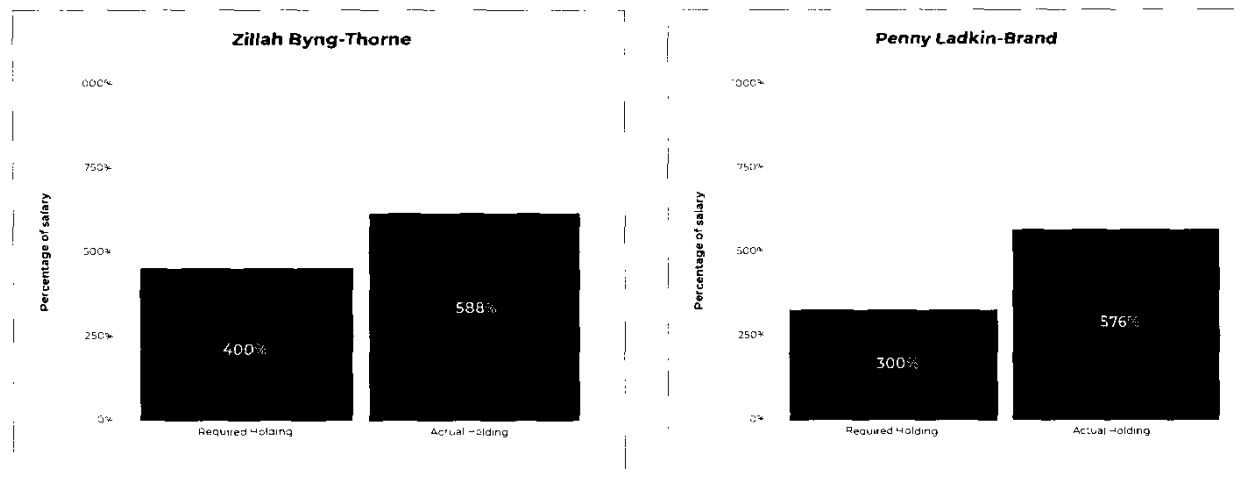 Zillah Byng-Thorne
Percentage of salary
750%
500%
250%
0%
400%
588%
Required Holding
Actual Holding
Penny Ladkin-Brand
Percentage of salary
1000%
750%
500%
250%
0%
300%
576%
Required Holding
Actual Holding